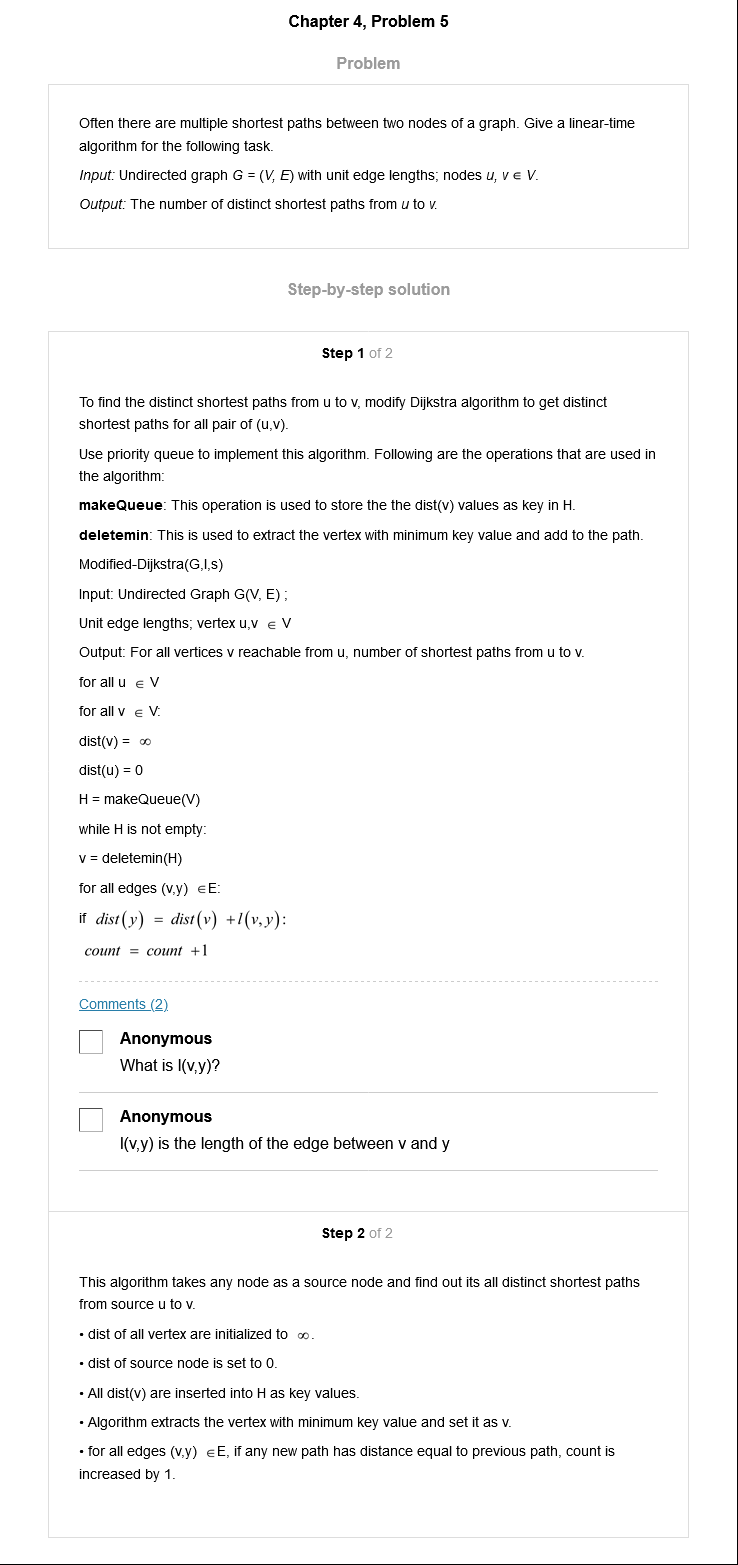 Chapter 4, Problem 5
Problem
Often there are multiple shortest paths between two nodes of a graph. Give a linear-time
algorithm for the following task.
Input: Undirected graph G = (V, E) with unit edge lengths; nodes u, v ∈ V.
Output: The number of distinct shortest paths from u to v.
Step-by-step solution
Step 1 of 2
To find the distinct shortest paths from u to v, modify Dijkstra algorithm to get distinct
shortest paths for all pair of (u,v).
Use priority queue to implement this algorithm. Following are the operations that are used in
the algorithm:
makeQueue: This operation is used to store the the dist(v) values as key in H.
deletemin: This is used to extract the vertex with minimum key value and add to the path.
Modified-Dijkstra(G,l,s)
Input: Undirected Graph G(V, E) ;
Unit edge lengths; vertex u,v ∈ V
Output: For all vertices v reachable from u, number of shortest paths from u to v.
for all u ∈ V
for all v ∈ V:
dist(v) = ∞
dist(u) = 0
H = makeQueue(V)
while H is not empty:
v = deletemin(H)
for all edges (v,y) ∈E:
if dist(y) = dist(v) +l(v,y):
count = count +1
Comments (2)
Anonymous
What is l(v,y)?
Anonymous
l(v,y) is the length of the edge between v and y
Step 2 of 2
This algorithm takes any node as a source node and find out its all distinct shortest paths
from source u to v.
• dist of all vertex are initialized to ∞.
• dist of source node is set to 0.
• All dist(v) are inserted into H as key values.
• Algorithm extracts the vertex with minimum key value and set it as v.
• for all edges (v,y) ∈E, if any new path has distance equal to previous path, count is
increased by 1.